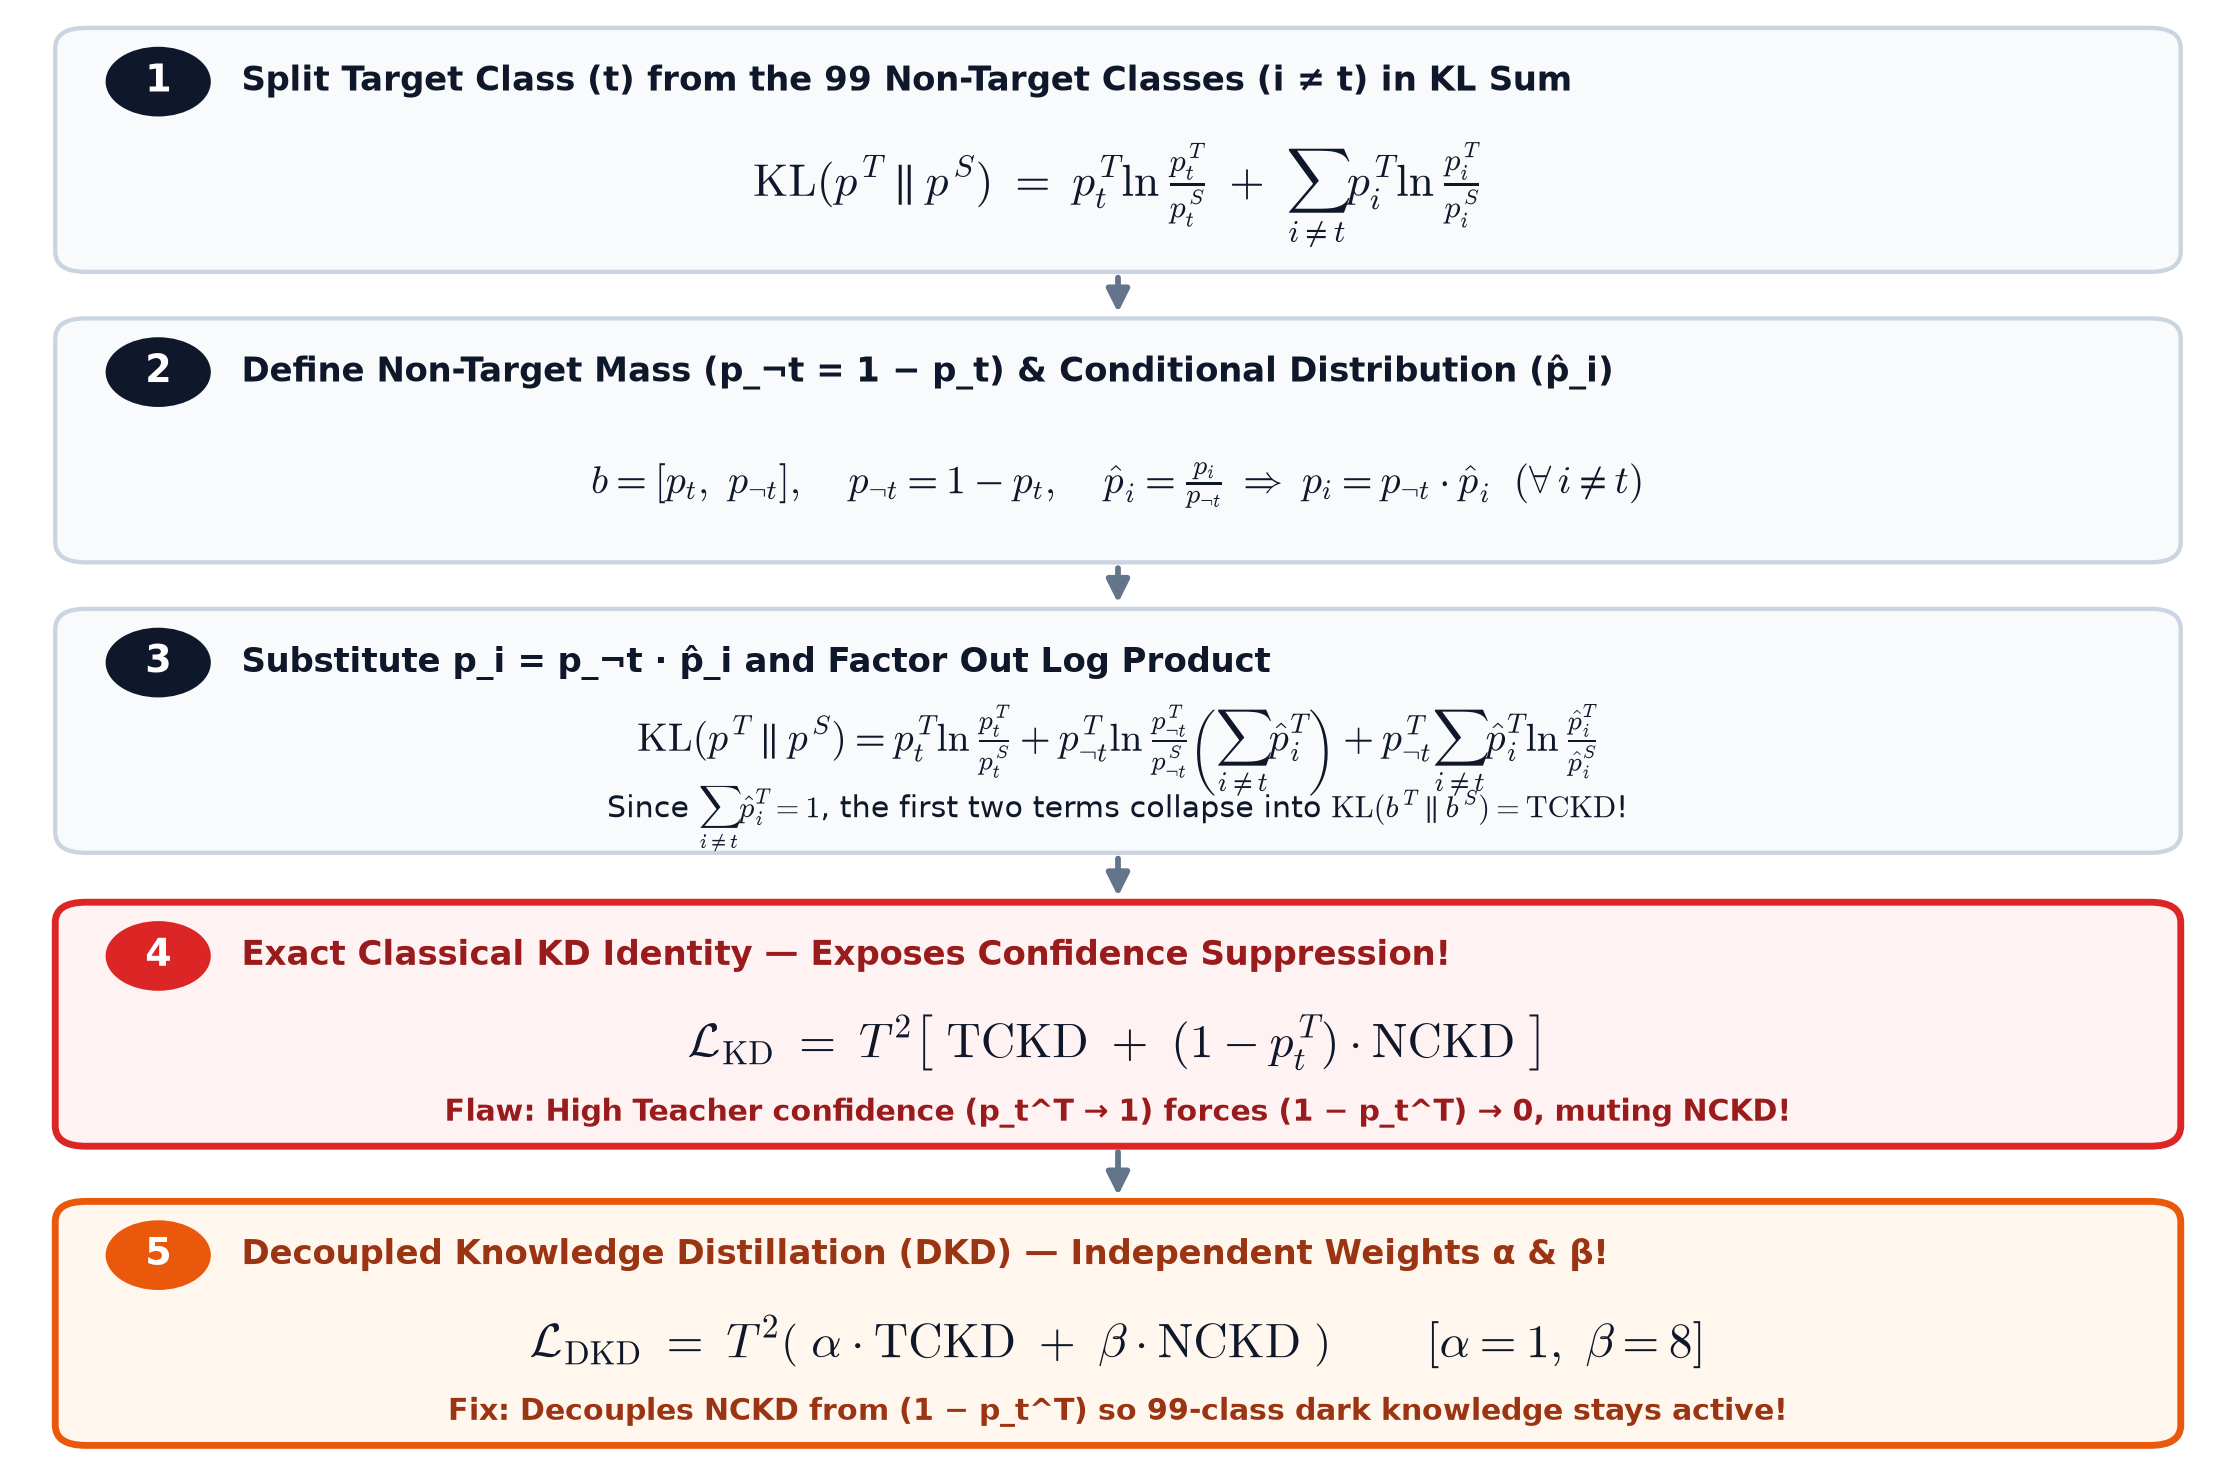 1 Split Target Class (t) from the 99 Non-Target Classes (i ≠ t) in KL Sum
KL(p^T ∥ p^S) = p_t^T ln p_t^T/p_t^S + ∑_{i≠t} p_i^T ln p_i^T/p_i^S
2 Define Non-Target Mass (p_¬t = 1 − p_t) & Conditional Distribution (p̂_i)
b = [p_t, p_¬t], p_¬t = 1 − p_t, p̂_i = p_i/p_¬t ⇒ p_i = p_¬t · p̂_i (∀ i ≠ t)
3 Substitute p_i = p_¬t · p̂_i and Factor Out Log Product
KL(p^T ∥ p^S) = p_t^T ln p_t^T/p_t^S + p_¬t^T ln p_¬t^T/p_¬t^S (∑_{i≠t} p̂_i^T) + p_¬t^T ∑_{i≠t} p̂_i^T ln p̂_i^T/p̂_i^S
Since ∑_{i≠t} p̂_i^T = 1, the first two terms collapse into KL(b^T ∥ b^S) = TCKD!
4 Exact Classical KD Identity — Exposes Confidence Suppression!
ℒ_KD = T²[ TCKD + (1 − p_t^T) · NCKD ]
Flaw: High Teacher confidence (p_t^T → 1) forces (1 − p_t^T) → 0, muting NCKD!
5 Decoupled Knowledge Distillation (DKD) — Independent Weights α & β!
ℒ_DKD = T²( α · TCKD + β · NCKD ) [α = 1, β = 8]
Fix: Decouples NCKD from (1 − p_t^T) so 99-class dark knowledge stays active!